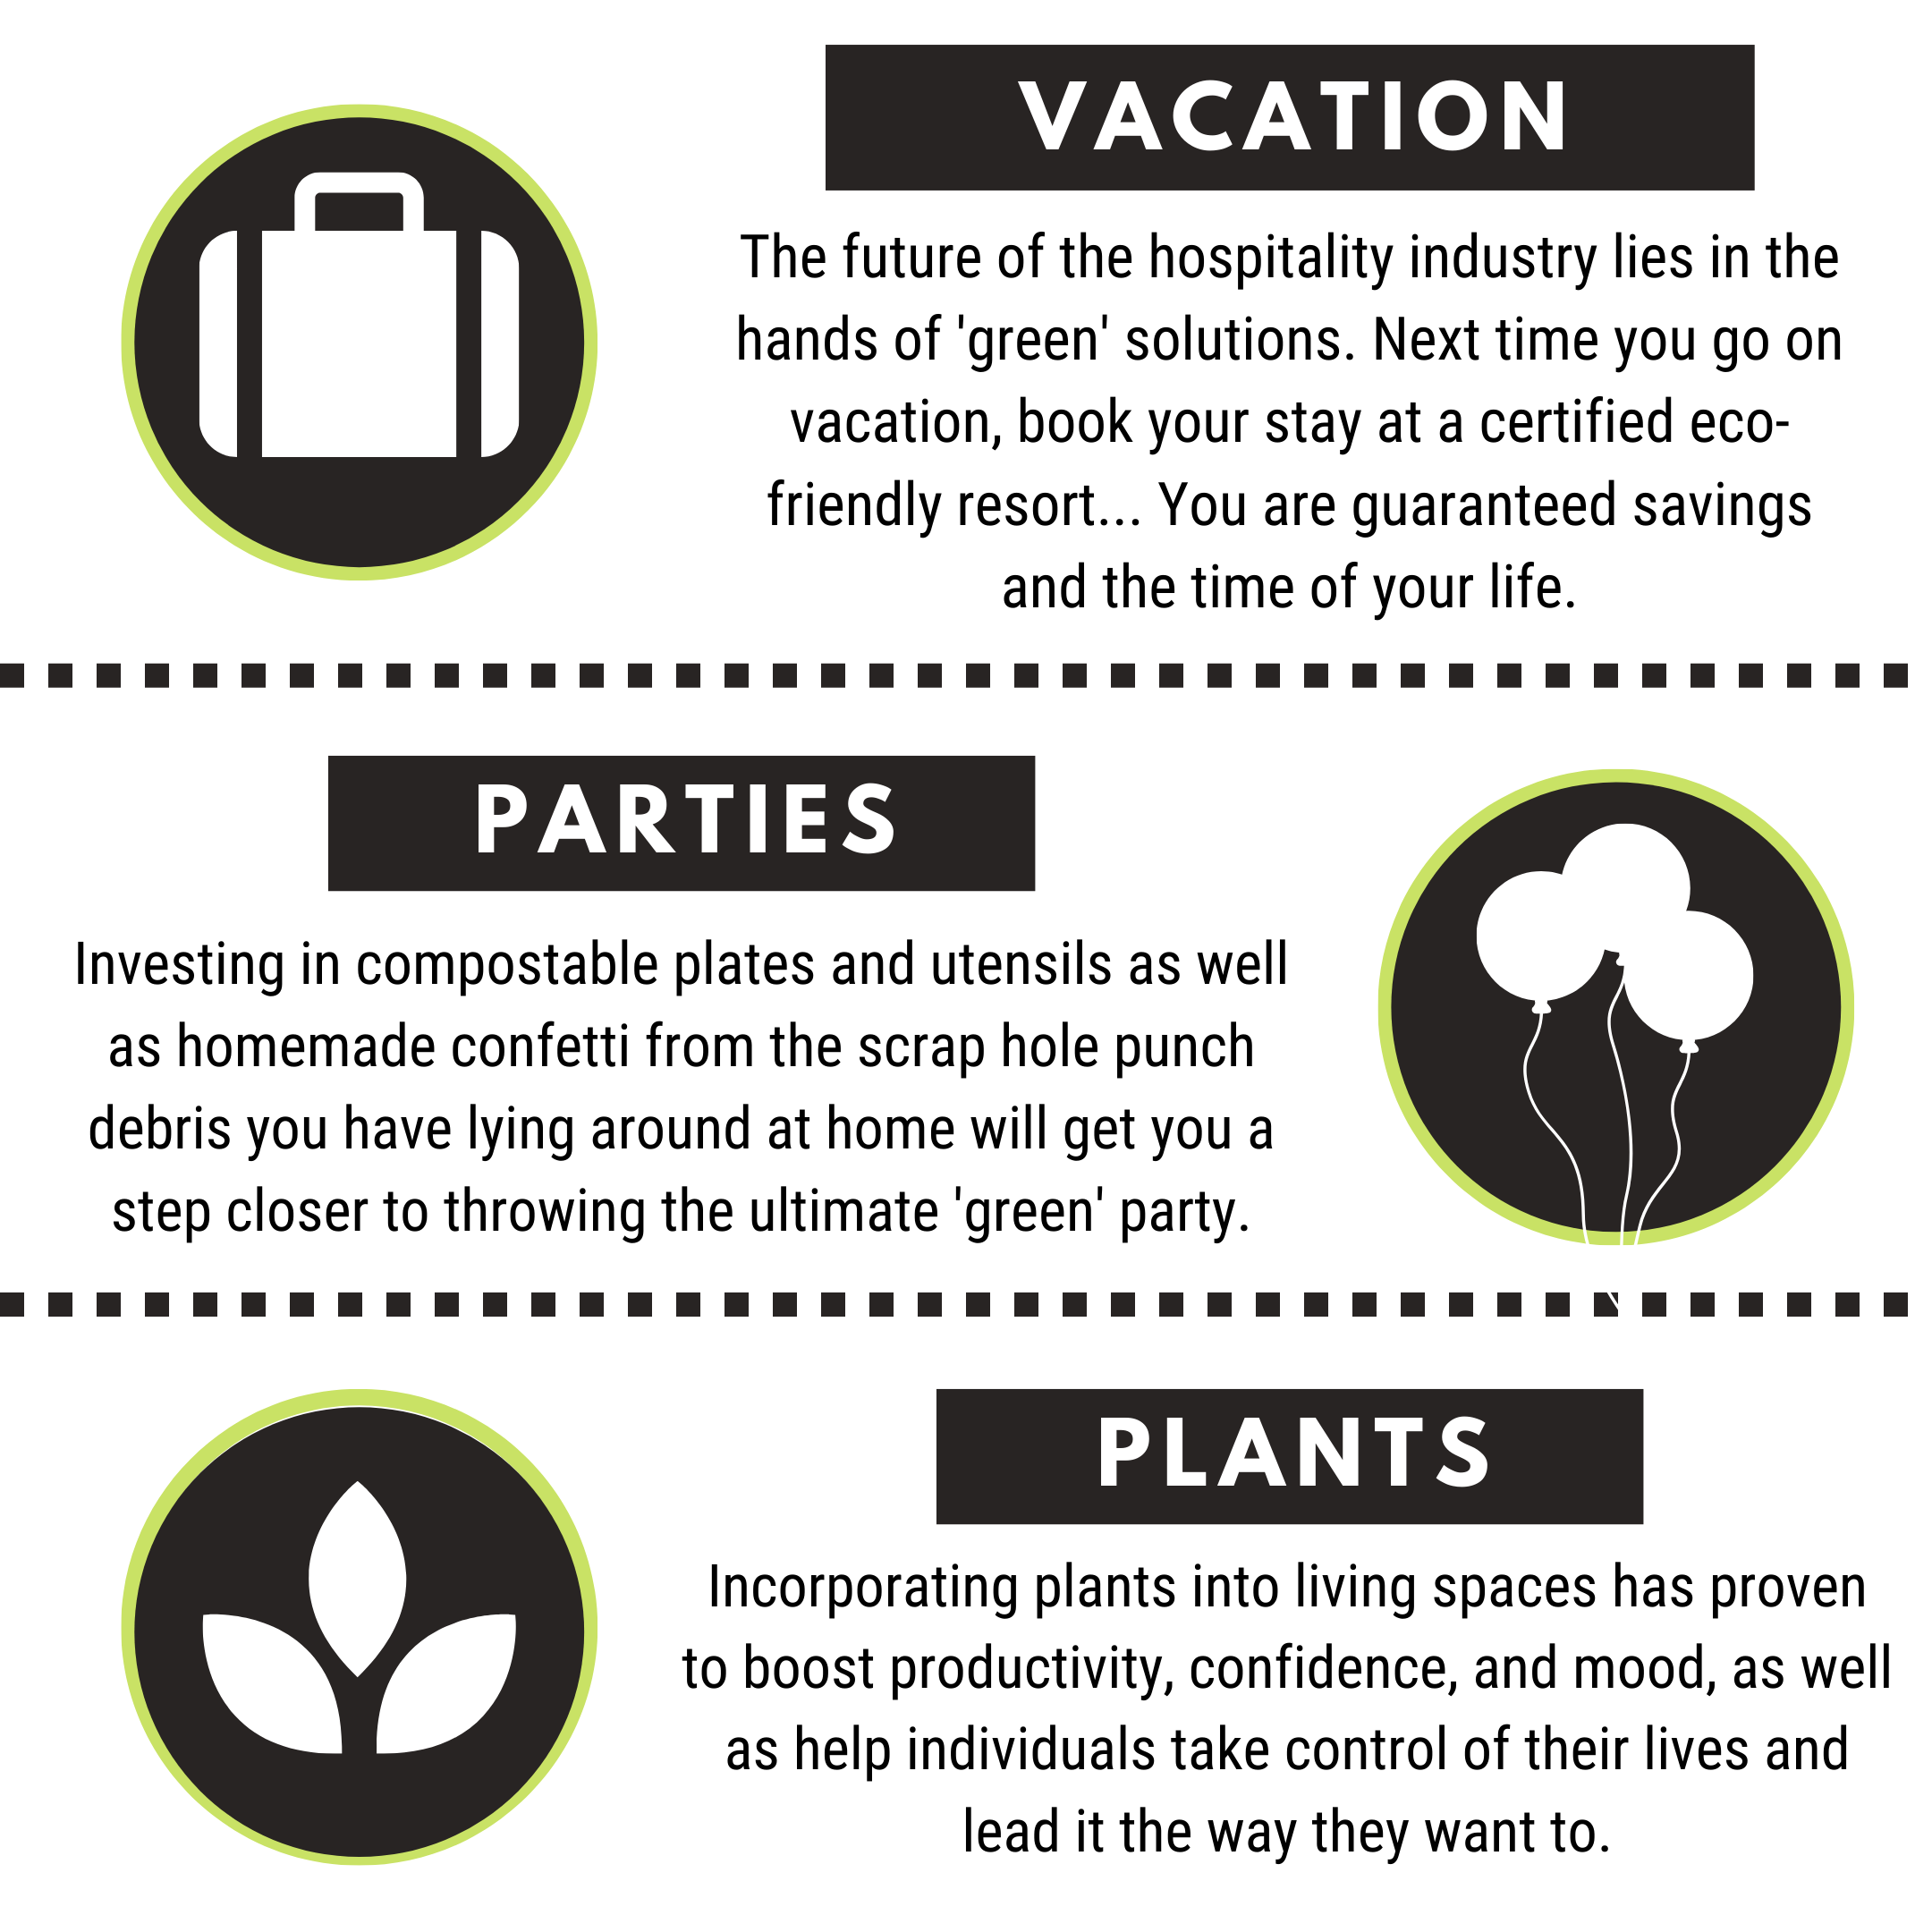 VACATION
The future of the hospitality industry lies in the
hands of 'green' solutions. Next time you go on
vacation, book your stay at a certified eco-
friendly resort... You are guaranteed savings
and the time of your life.
PARTIES
Investing in compostable plates and utensils as well
as homemade confetti from the scrap hole punch
debris you have lying around at home will get you a
step closer to throwing the ultimate 'green' party.
PLANTS
Incorporating plants into living spaces has proven
to boost productivity, confidence, and mood, as well
as help individuals take control of their lives and
lead it the way they want to.